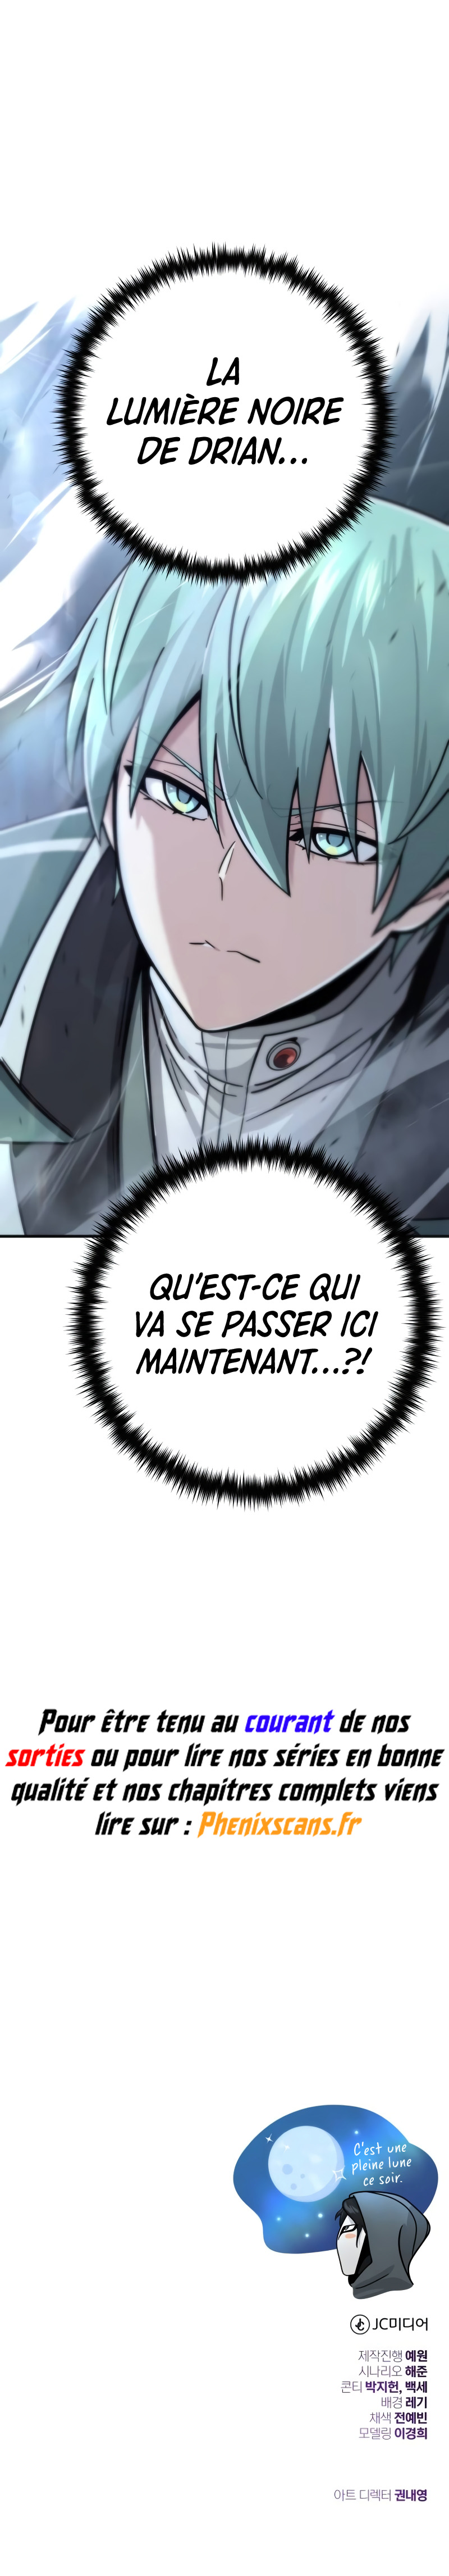 LA
LUMIÈRE NOIRE
DE DRIAN...
QU'EST-CE QUI
VA SE PASSER ICI
MAINTENANT...?!
Pour être tenu au courant de nos
sorties ou pour lire nos séries en bonne
qualité et nos chapitres complets viens
lire sur : Phenixscans.fr
C'est une
pleine lune
ce soir.
JC미디어
제작진행 예원
시나리오 해준
콘티 박지헌, 백세
배경 레기
채색 전예빈
모델링 이경희
아트 디렉터 권내영